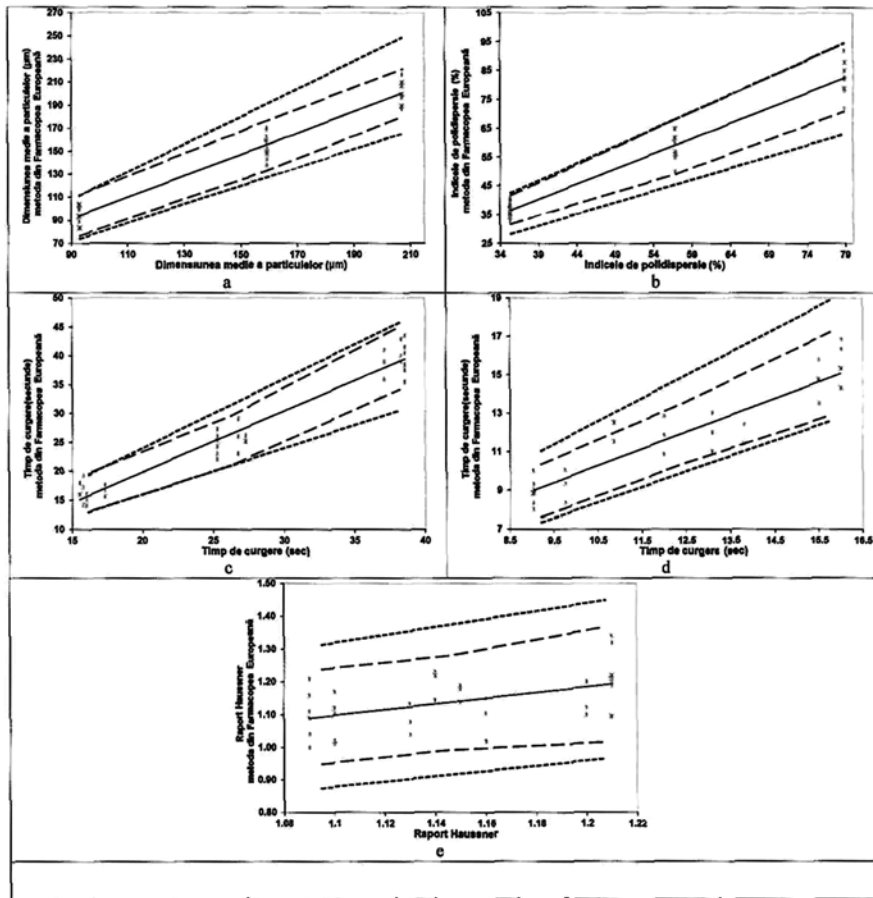 Dimensiunea medie a particulelor (µm)
metoda din Farmacopea Europeană
270
250
230
210
190
170
150
130
110
90
70
90 110 130 150 170 190 210
Dimensiunea medie a particulelor (µm)
a
Indicele de polidispersie (%)
metoda din Farmacopea Europeană
105
95
85
75
65
55
45
35
25
34 39 44 49 54 59 64 69 74 79
Indicele de polidispersie (%)
b
Timp de curgere(secunde)
metoda din Farmacopea Europeană
50
45
40
35
30
25
20
15
10
15 20 25 30 35 40
Timp de curgere (sec)
c
Timp de curgere(secunde)
metoda din Farmacopea Europeană
19
17
15
13
11
9
7
8.5 9.5 10.5 11.5 12.5 13.5 14.5 15.5 16.5
Timp de curgere (sec)
d
Raport Haussner
metoda din Farmacopea Europeană
1.50
1.40
1.30
1.20
1.10
1.00
0.90
0.80
1.08 1.1 1.12 1.14 1.16 1.18 1.2 1.22
Raport Haussner
e